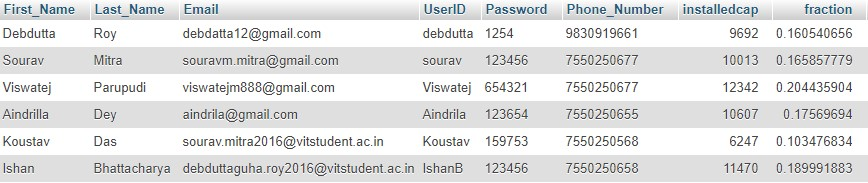 First_Name Last_Name Email UserID Password Phone_Number installedcap fraction
Debdutta Roy debdatta12@gmail.com debdutta 1254 9830919661 9692 0.160540656
Sourav Mitra souravm.mitra@gmail.com sourav 123456 7550250677 10013 0.165857779
Viswatej Parupudi viswatejm888@gmail.com Viswatej 654321 7550250677 12342 0.204435904
Aindrilla Dey aindrila@gmail.com Aindrila 123654 7550250655 10607 0.17569694
Koustav Das sourav.mitra2016@vitstudent.ac.in Koustav 159753 7550250568 6247 0.103476834
Ishan Bhattacharya debduttaguha.roy2016@vitstudent.ac.in IshanB 123456 7550250658 11470 0.189991883